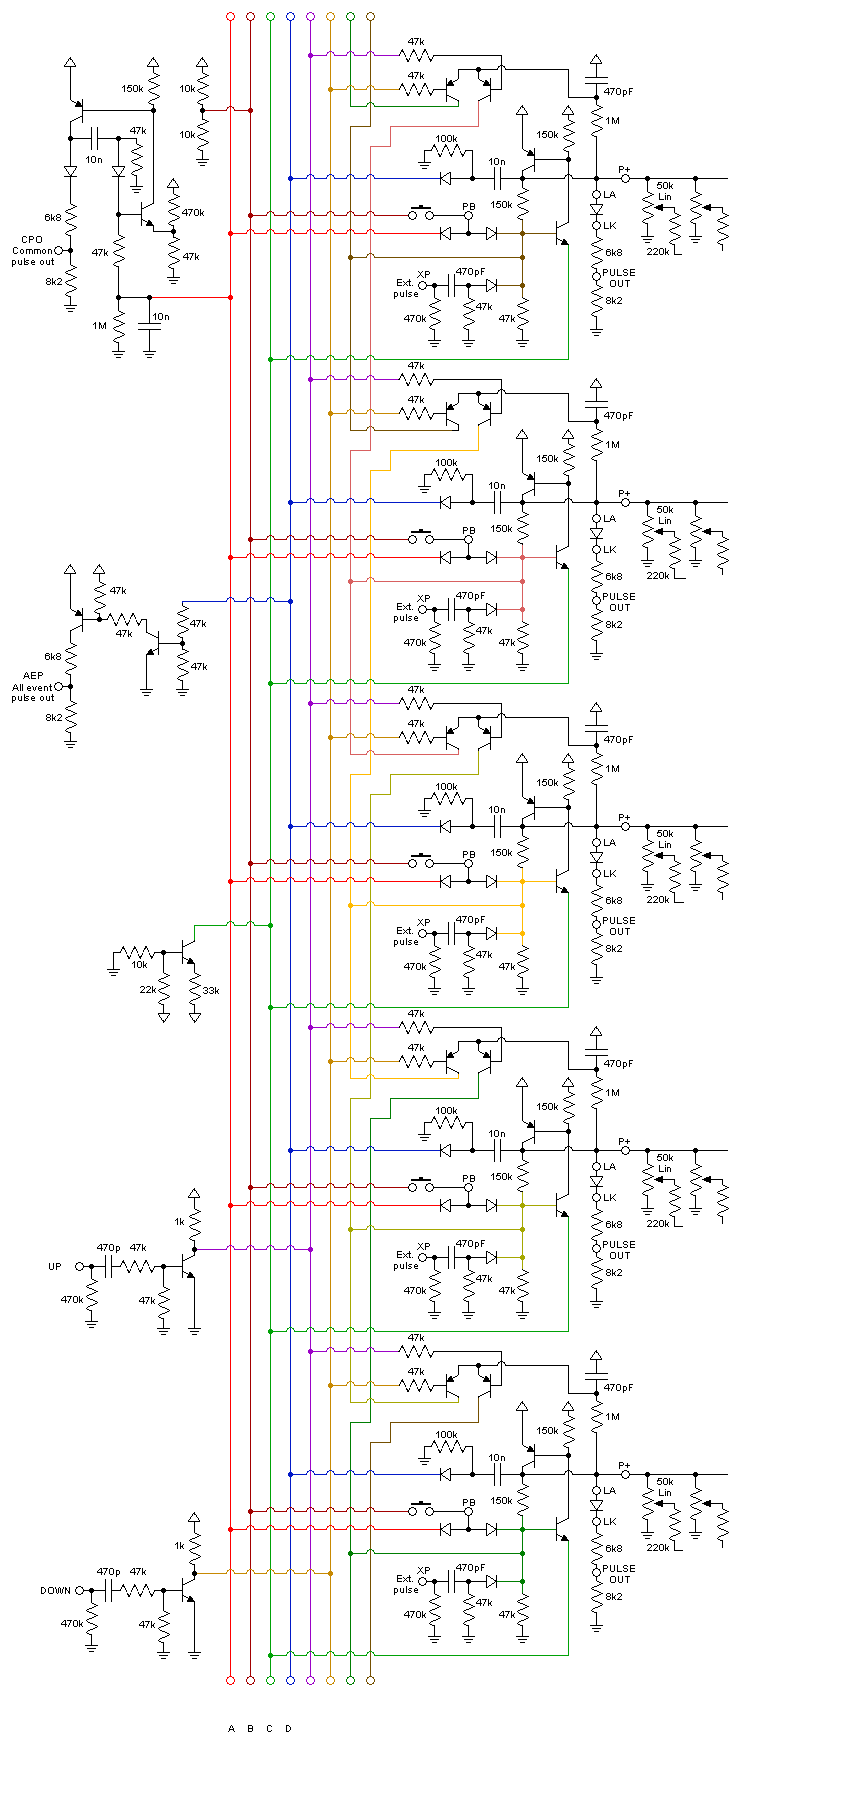 47k
47k
470pF
1M
150k
10k
10k
47k
10n
150k
100k
10n
P+
50k
Lin
LA
LK
150k
PB
470k
6k8
47k
47k
CPO
Common
pulse out
8k2
6k8
220k
XP
470pF
Ext.
pulse
PULSE
OUT
470k
47k
47k
8k2
1M
10n
47k
47k
470pF
1M
150k
100k
10n
P+
50k
Lin
LA
LK
150k
PB
6k8
220k
XP
470pF
Ext.
pulse
PULSE
OUT
470k
47k
47k
8k2
47k
47k
47k
47k
6k8
AEP
All event
pulse out
8k2
47k
47k
470pF
1M
150k
100k
10n
P+
50k
Lin
LA
LK
150k
PB
6k8
220k
XP
470pF
Ext.
pulse
PULSE
OUT
470k
47k
47k
8k2
10k
22k
33k
47k
47k
470pF
1M
150k
100k
10n
P+
50k
Lin
LA
LK
150k
PB
6k8
220k
XP
470pF
Ext.
pulse
PULSE
OUT
470k
47k
47k
8k2
1k
470p
47k
UP
470k
47k
47k
47k
470pF
1M
150k
100k
10n
P+
50k
Lin
LA
LK
150k
PB
6k8
220k
XP
470pF
Ext.
pulse
PULSE
OUT
470k
47k
47k
8k2
1k
470p
47k
DOWN
470k
47k
A B C D